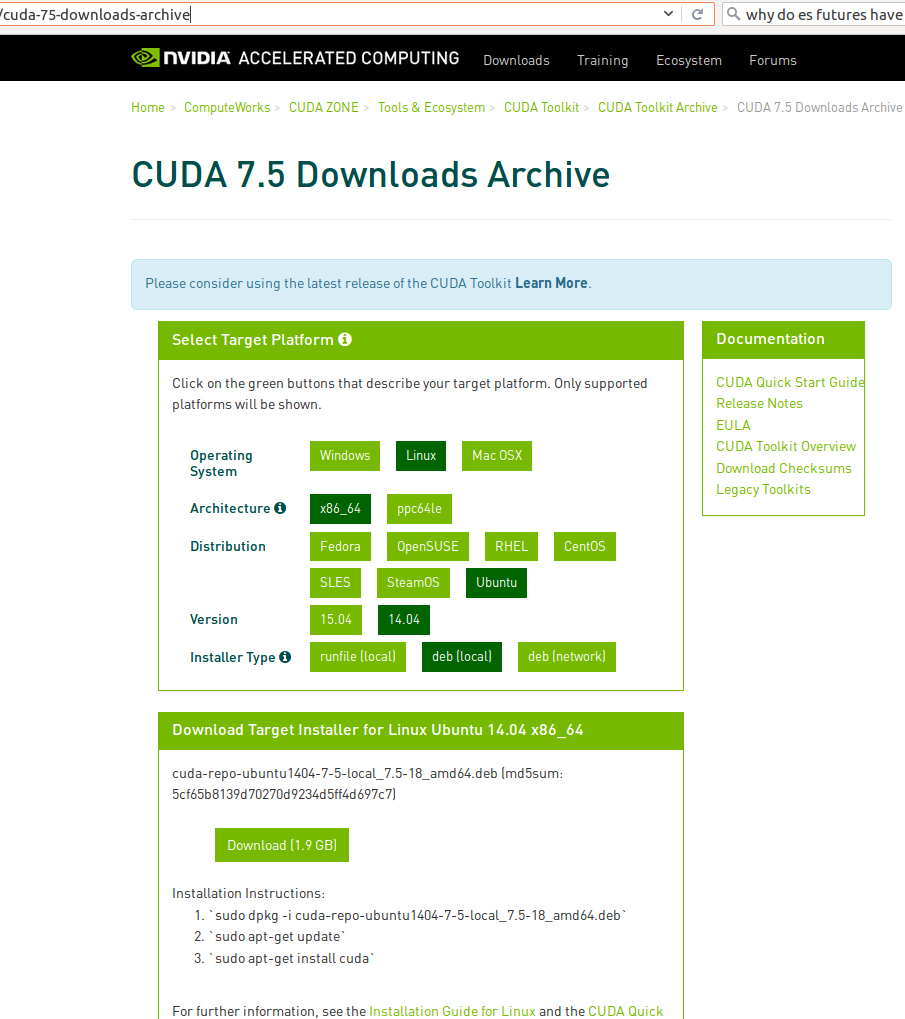 /cuda-75-downloads-archive
why do es futures have
NVIDIA ACCELERATED COMPUTING Downloads Training Ecosystem Forums
Home > ComputeWorks > CUDA ZONE > Tools & Ecosystem > CUDA Toolkit > CUDA Toolkit Archive > CUDA 7.5 Downloads Archive
CUDA 7.5 Downloads Archive
Please consider using the latest release of the CUDA Toolkit Learn More.
Select Target Platform
Click on the green buttons that describe your target platform. Only supported
platforms will be shown.
Operating
System
Windows Linux Mac OSX
Architecture x86_64 ppc64le
Distribution Fedora OpenSUSE RHEL CentOS
SLES SteamOS Ubuntu
Version 15.04 14.04
Installer Type runfile (local) deb (local) deb (network)
Documentation
CUDA Quick Start Guide
Release Notes
EULA
CUDA Toolkit Overview
Download Checksums
Legacy Toolkits
Download Target Installer for Linux Ubuntu 14.04 x86_64
cuda-repo-ubuntu1404-7-5-local_7.5-18_amd64.deb (md5sum:
5cf65b8139d70270d9234d5ff4d697c7)
Download (1.9 GB)
Installation Instructions:
1. `sudo dpkg -i cuda-repo-ubuntu1404-7-5-local_7.5-18_amd64.deb`
2. `sudo apt-get update`
3. `sudo apt-get install cuda`
For further information, see the Installation Guide for Linux and the CUDA Quick